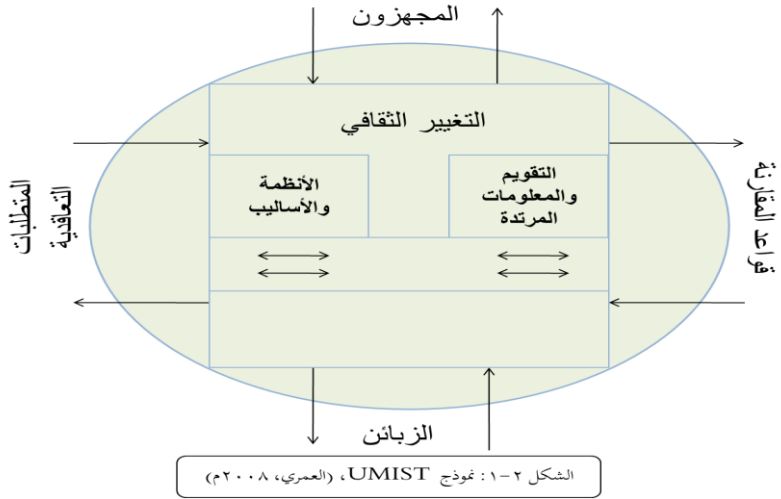 المجهزون
التغيير الثقافي
التقويم
والمعلومات
المرتدة
الأنظمة
والأساليب
قواعد المقارنة
المتطلبات
التعاقدية
الزبائن
الشكل ٢-١: نموذج UMIST، (العمري، ٢٠٠٨م)